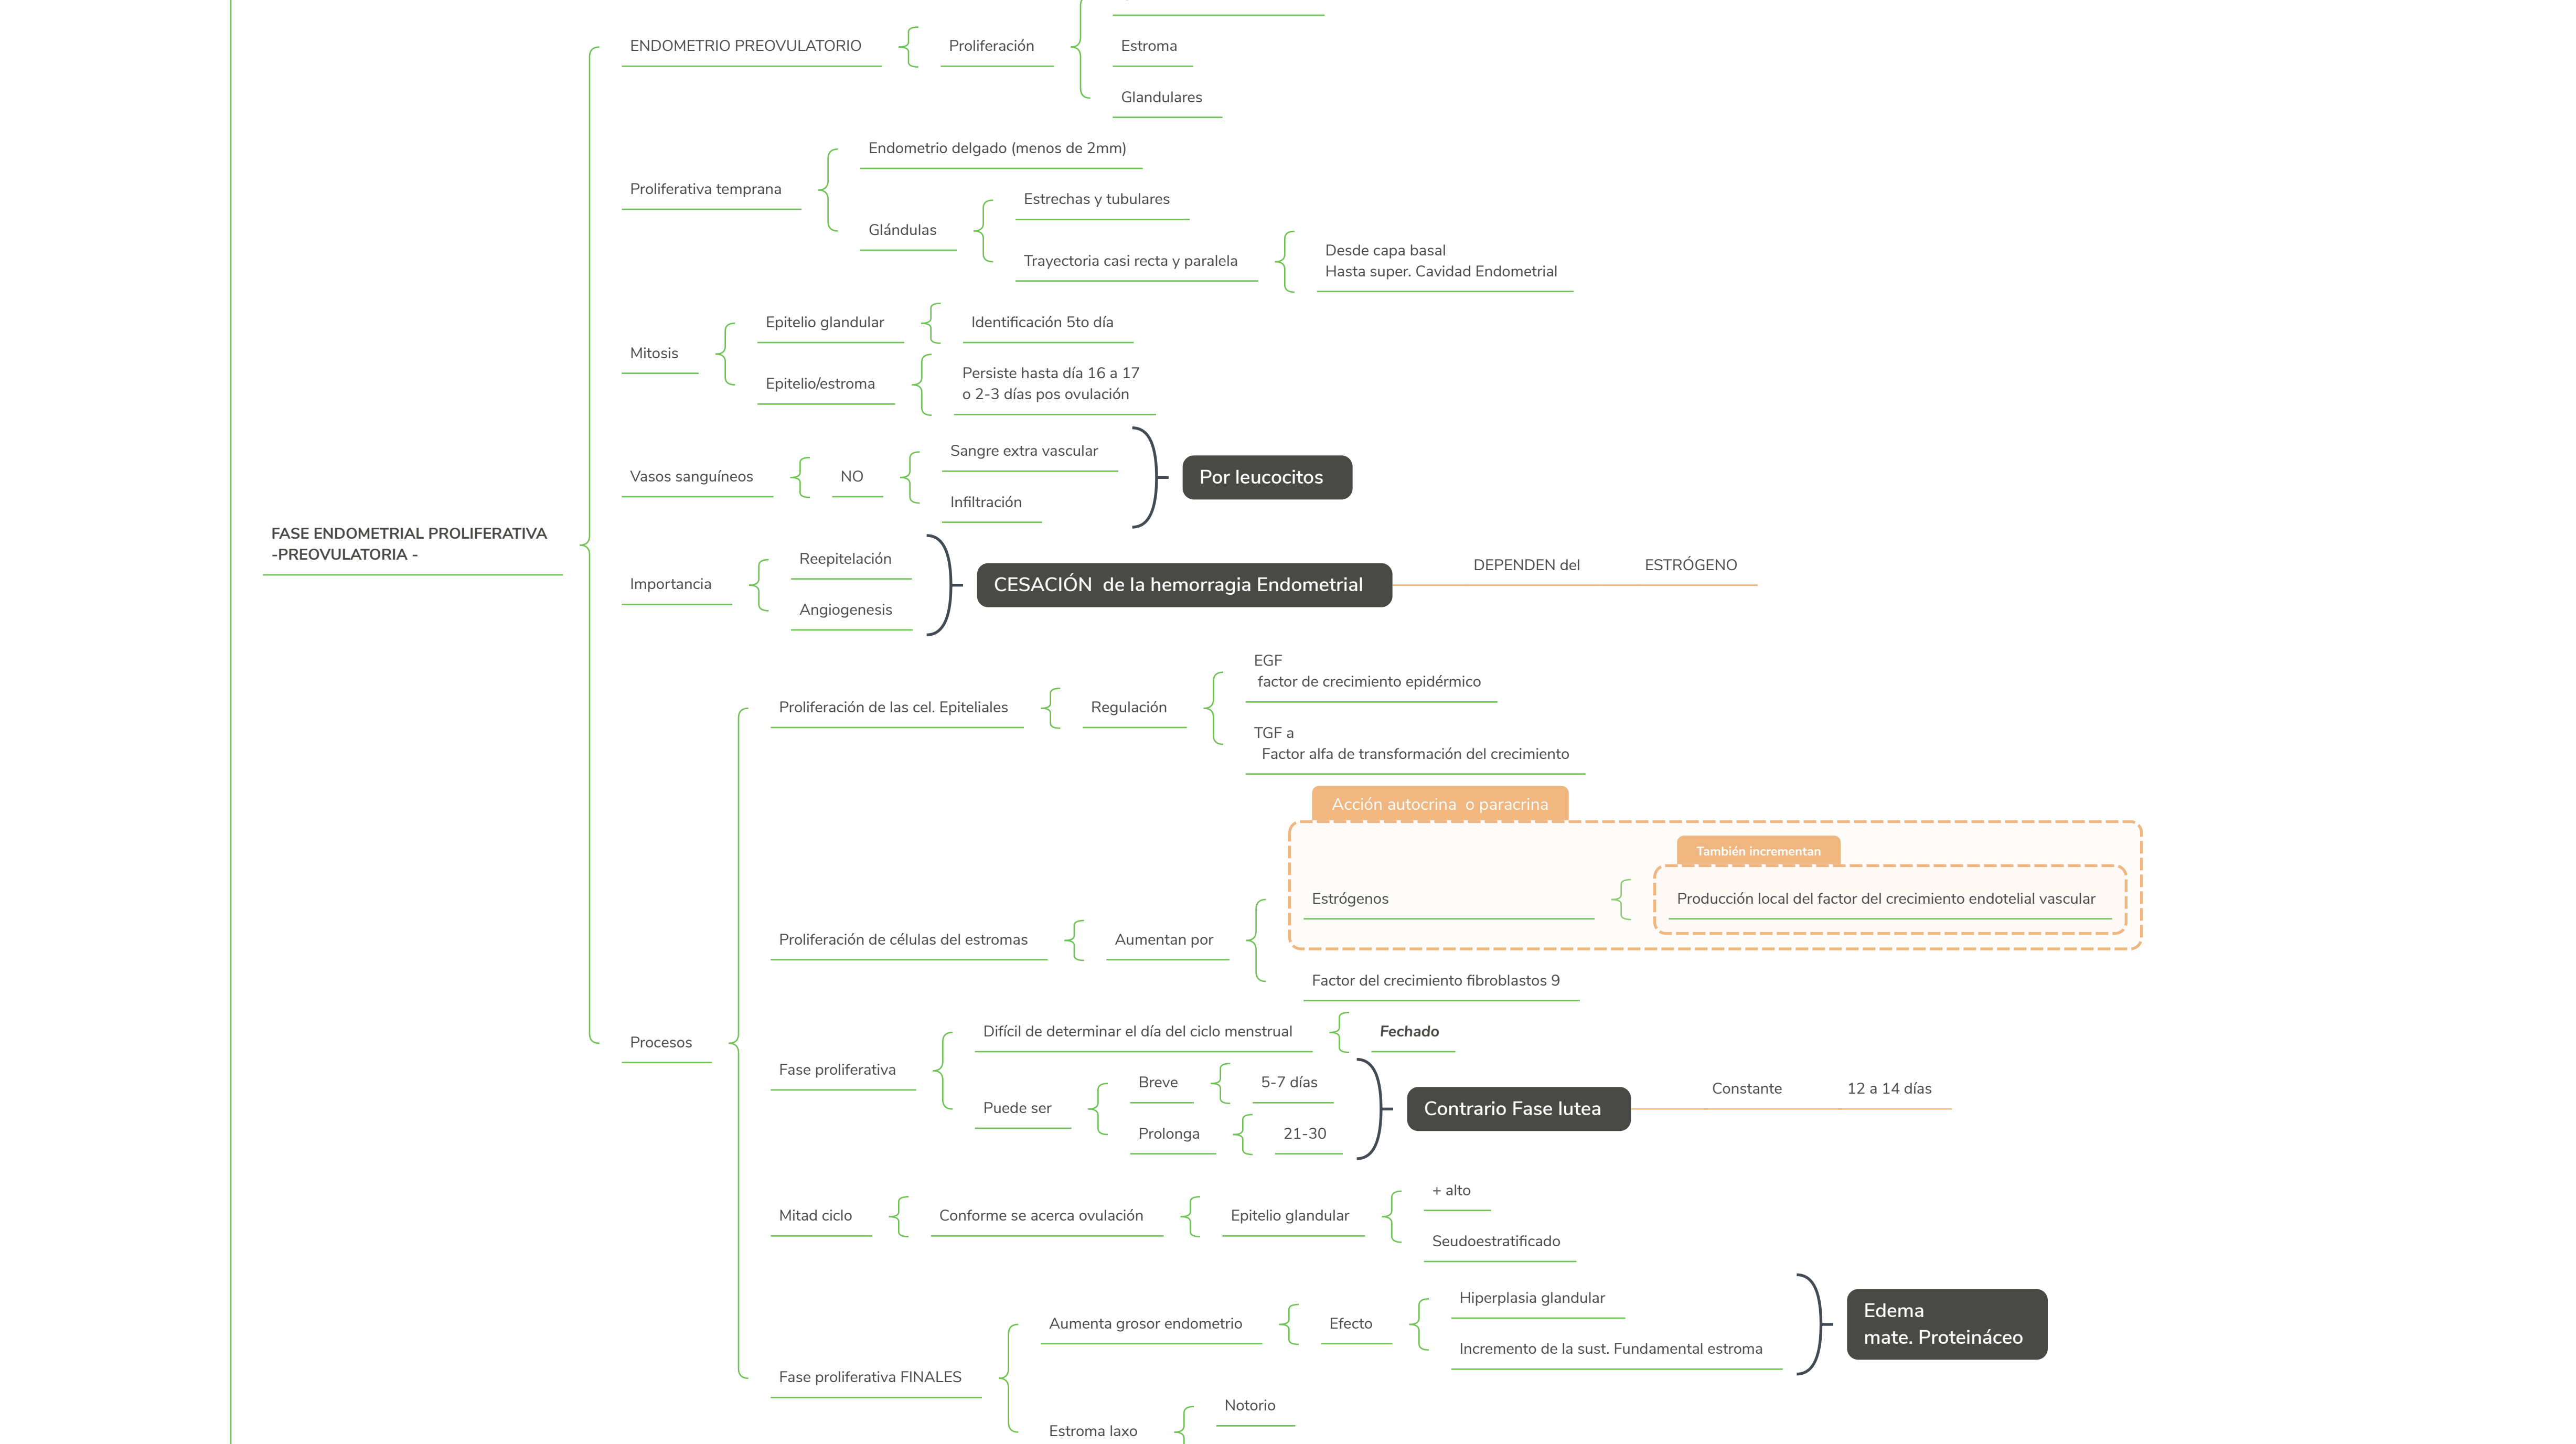 ENDOMETRIO PREOVULATORIO
Proliferación
Estroma
Glandulares
Proliferativa temprana
Endometrio delgado (menos de 2mm)
Glándulas
Estrechas y tubulares
Trayectoria casi recta y paralela
Desde capa basal
Hasta super. Cavidad Endometrial
Mitosis
Epitelio glandular
Identificación 5to día
Epitelio/estroma
Persiste hasta día 16 a 17
o 2-3 días pos ovulación
Vasos sanguíneos
NO
Sangre extra vascular
Infiltración
Por leucocitos
FASE ENDOMETRIAL PROLIFERATIVA
-PREOVULATORIA -
Importancia
Reepitelación
Angiogenesis
CESACIÓN  de la hemorragia Endometrial
DEPENDEN del
ESTRÓGENO
Procesos
Proliferación de las cel. Epiteliales
Regulación
EGF
factor de crecimiento epidérmico
TGF a
Factor alfa de transformación del crecimiento
Proliferación de células del estromas
Aumentan por
Acción autocrina  o paracrina
Estrógenos
También incrementan
Producción local del factor del crecimiento endotelial vascular
Factor del crecimiento fibroblastos 9
Fase proliferativa
Difícil de determinar el día del ciclo menstrual
Fechado
Puede ser
Breve
5-7 días
Prolonga
21-30
Contrario Fase lutea
Constante
12 a 14 días
Mitad ciclo
Conforme se acerca ovulación
Epitelio glandular
+ alto
Seudoestratificado
Fase proliferativa FINALES
Aumenta grosor endometrio
Efecto
Hiperplasia glandular
Incremento de la sust. Fundamental estroma
Edema
mate. Proteináceo
Estroma laxo
Notorio